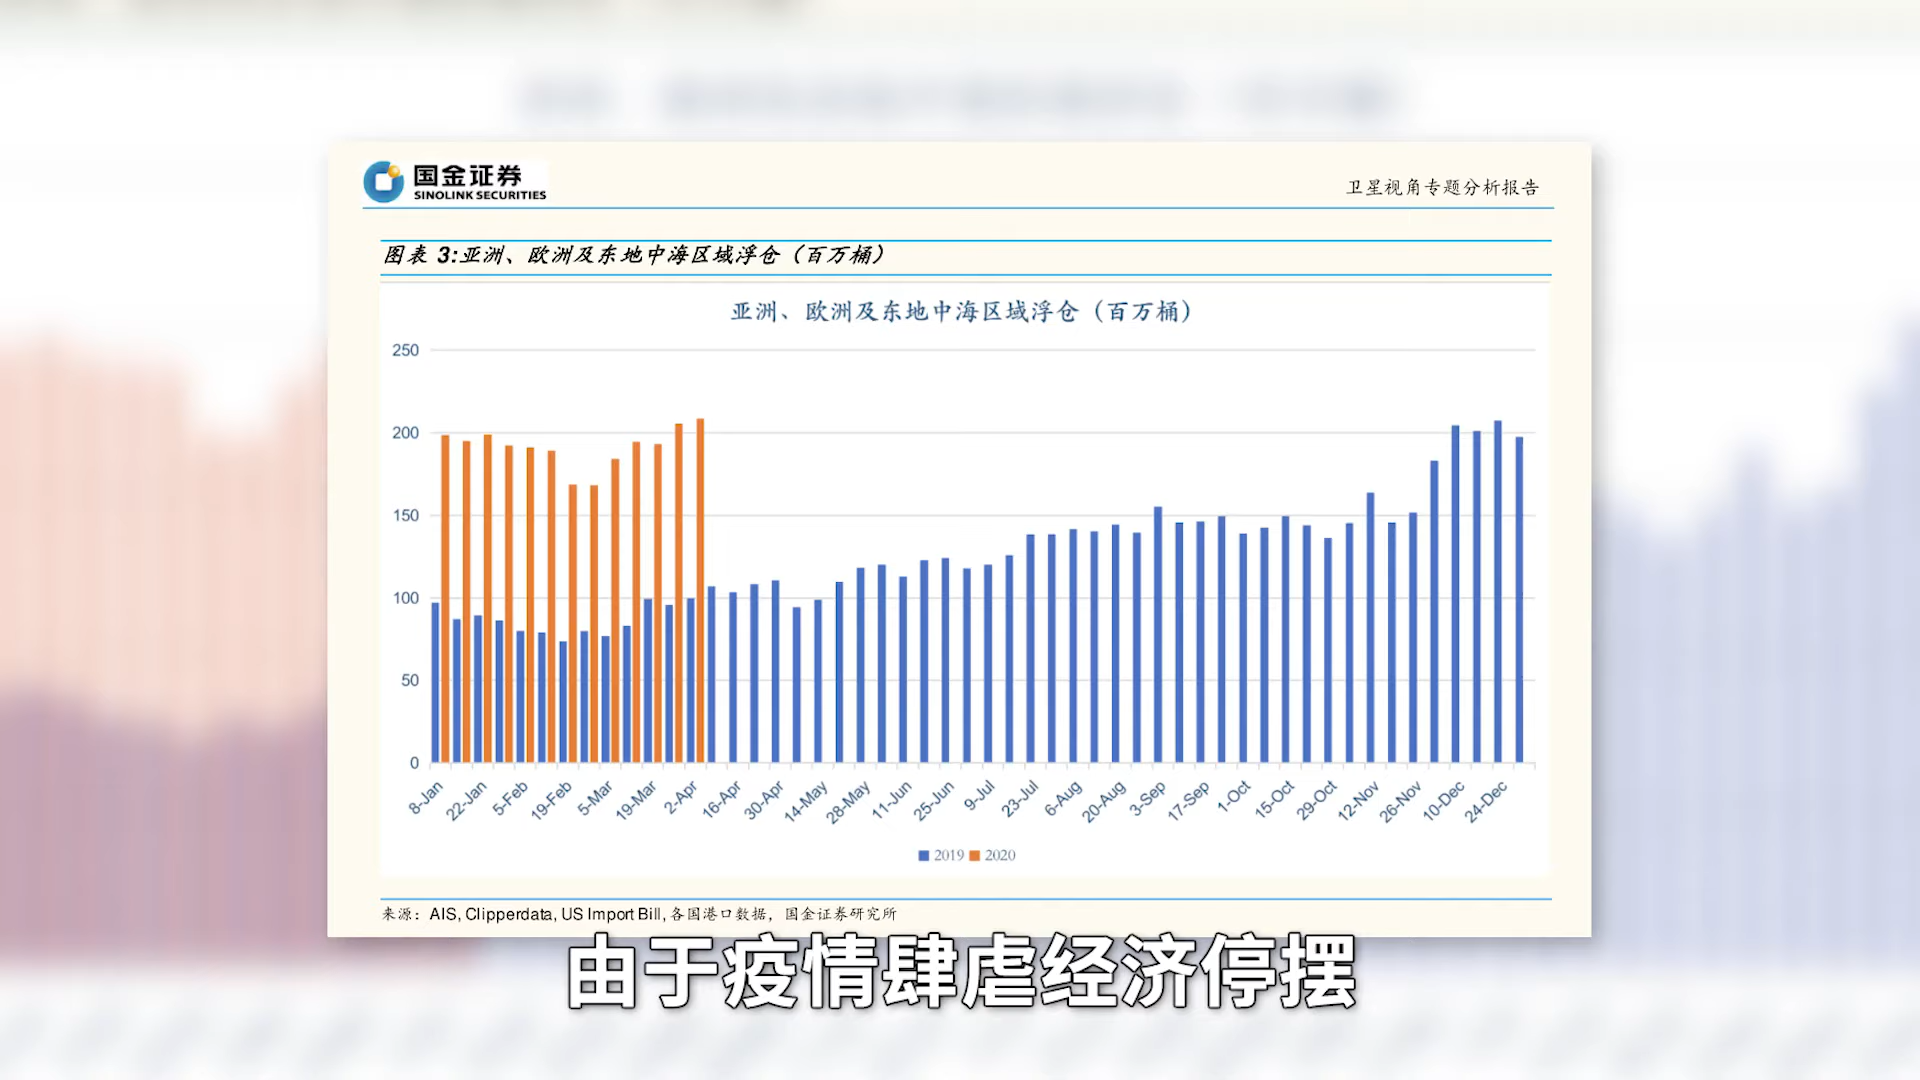 国金证券
SINOLINK SECURITIES
卫星视角专题分析报告
图表 3:亚洲、欧洲及东地中海区域浮仓（百万桶）
亚洲、欧洲及东地中海区域浮仓（百万桶）
250
200
150
100
50
0
8-Jan 22-Jan 5-Feb 19-Feb 5-Mar 19-Mar 2-Apr 16-Apr 30-Apr 14-May 28-May 11-Jun 25-Jun 9-Jul 23-Jul 6-Aug 20-Aug 3-Sep 17-Sep 1-Oct 15-Oct 29-Oct 12-Nov 26-Nov 10-Dec 24-Dec
2019 2020
来源：AIS, Clipperdata, US Import Bill, 各国港口数据，国金证券研究所
由于疫情肆虐经济停摆